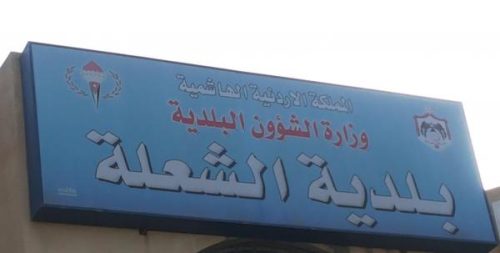 المملكة الاردنية الهاشمية
وزارة الشؤون البلدية
بلدية الشعلة